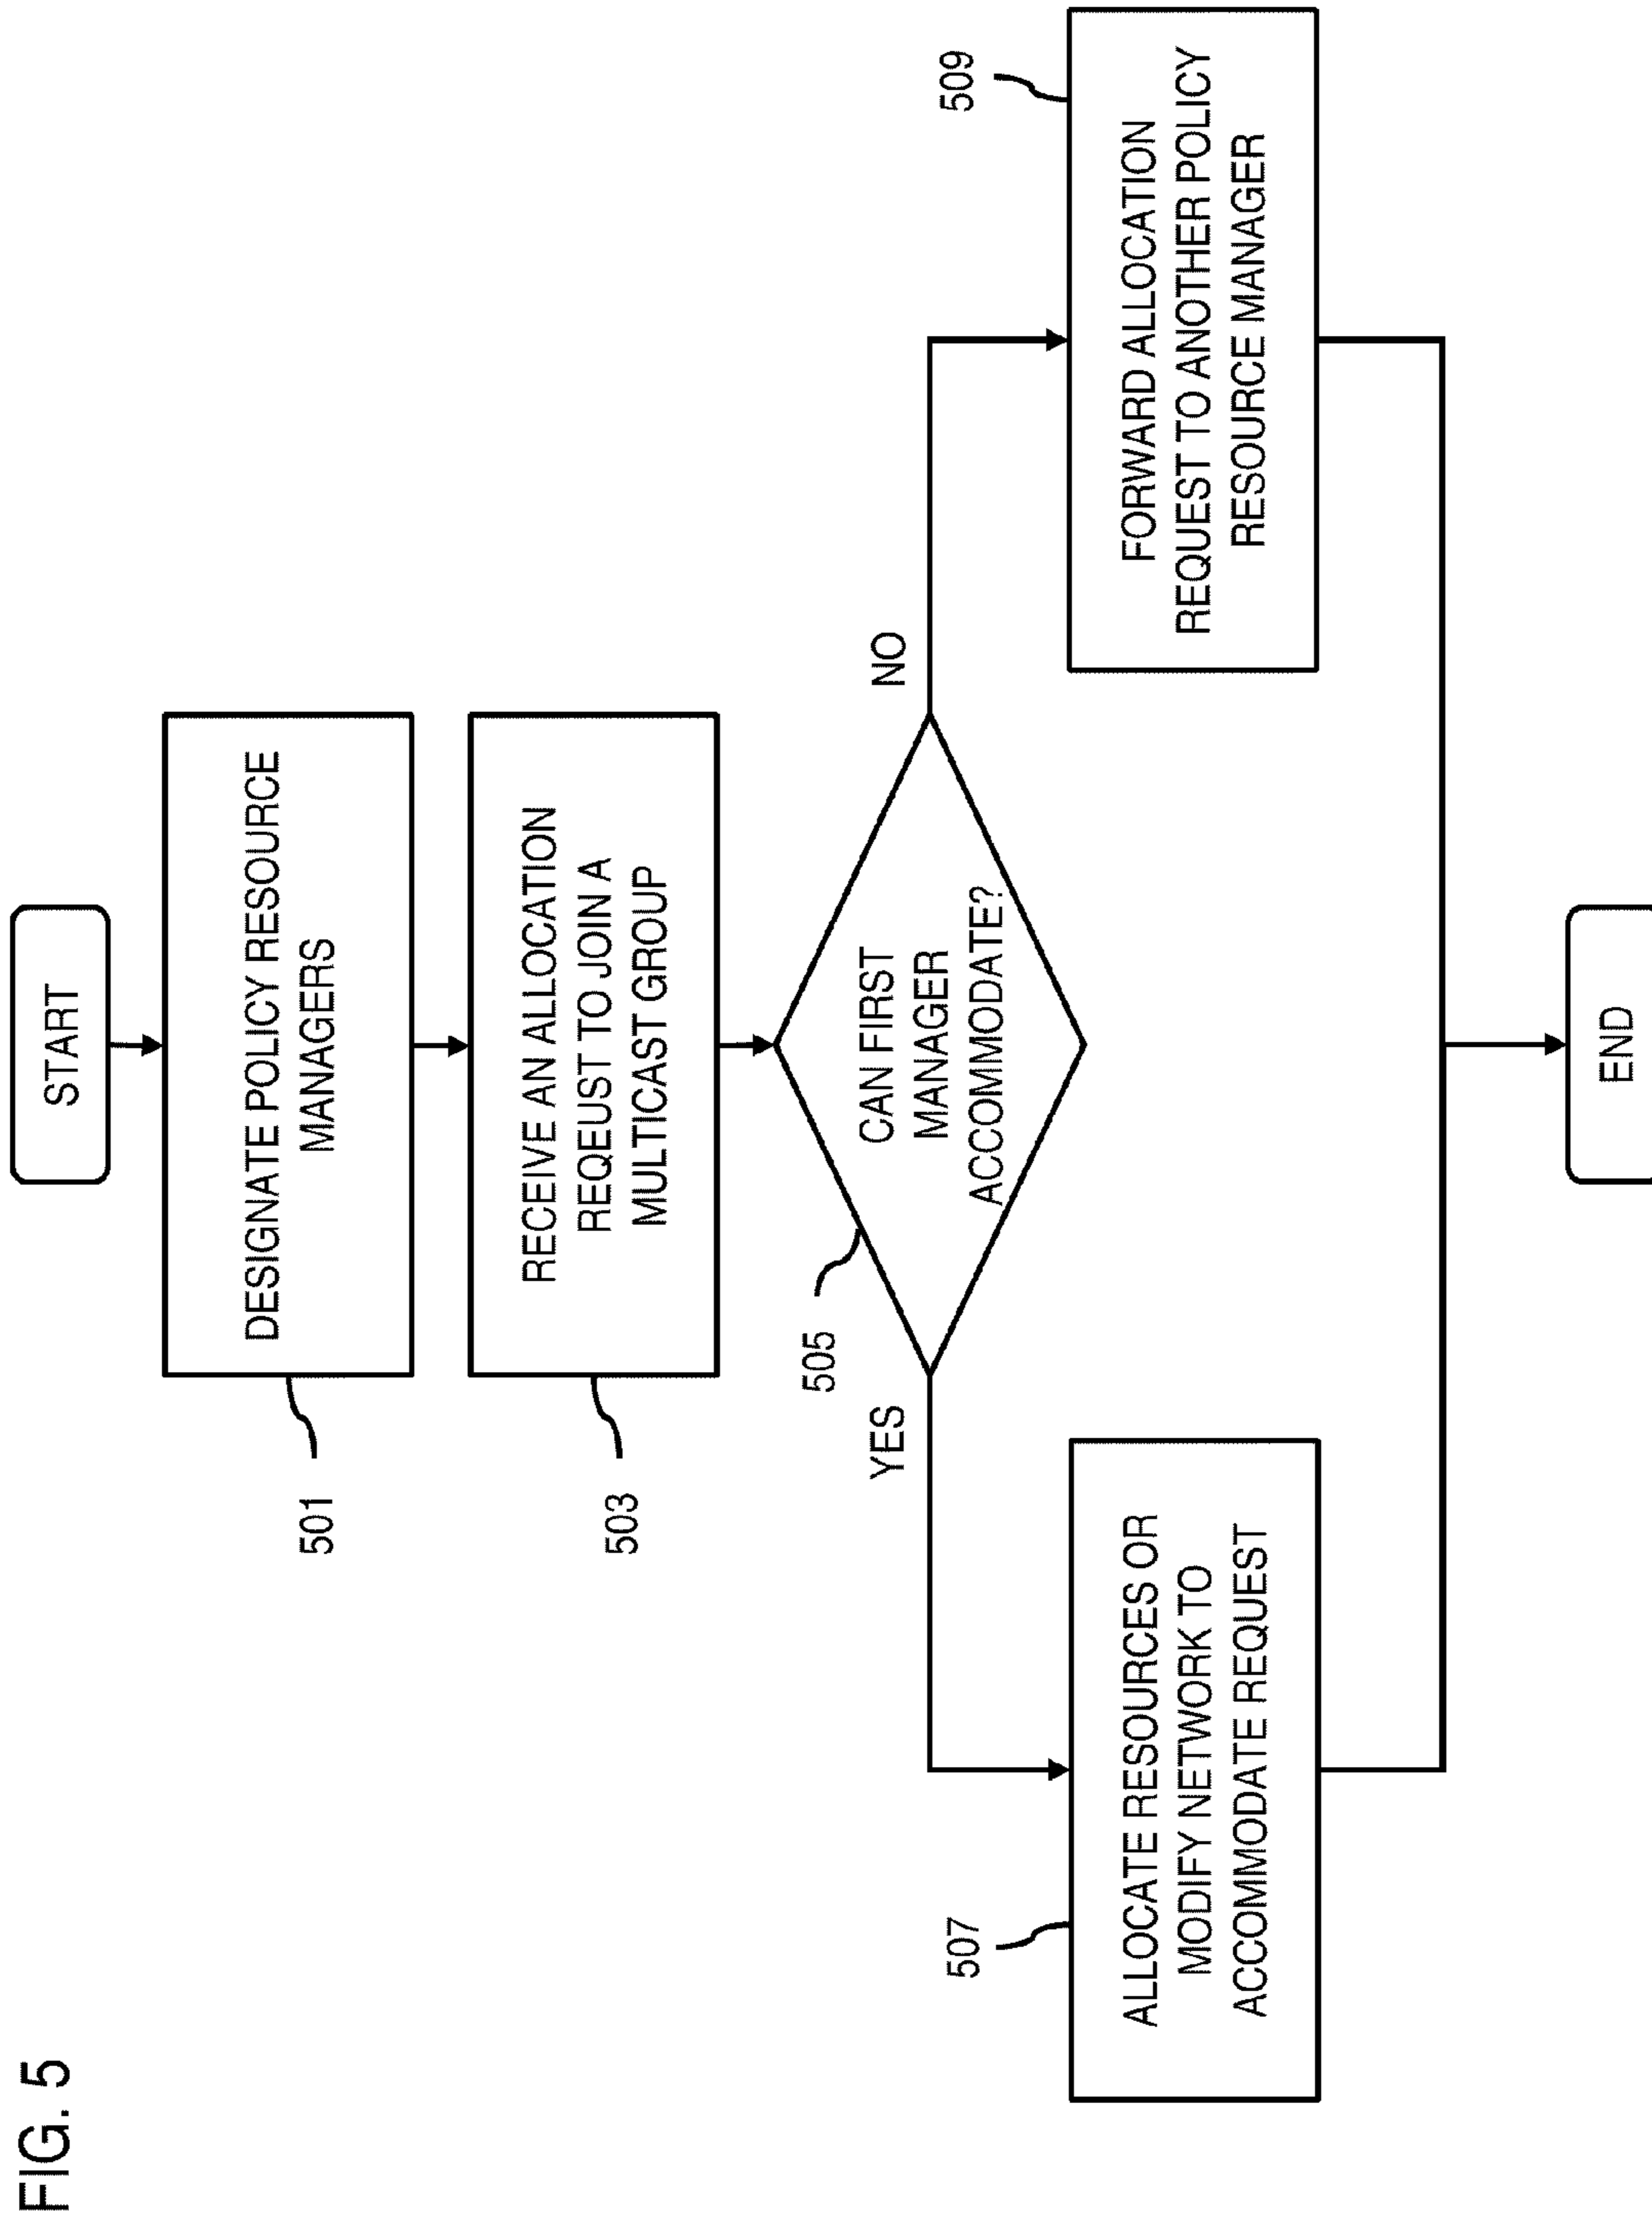 FIG. 5
START
DESIGNATE POLICY RESOURCE
MANAGERS
501
RECEIVE AN ALLOCATION
REQEUST TO JOIN A
MULTICAST GROUP
503
CAN FIRST
MANAGER
ACCOMMODATE?
505
YES
NO
ALLOCATE RESOURCES OR
MODIFY NETWORK TO
ACCOMMODATE REQUEST
507
FORWARD ALLOCATION
REQUEST TO ANOTHER POLICY
RESOURCE MANAGER
509
END